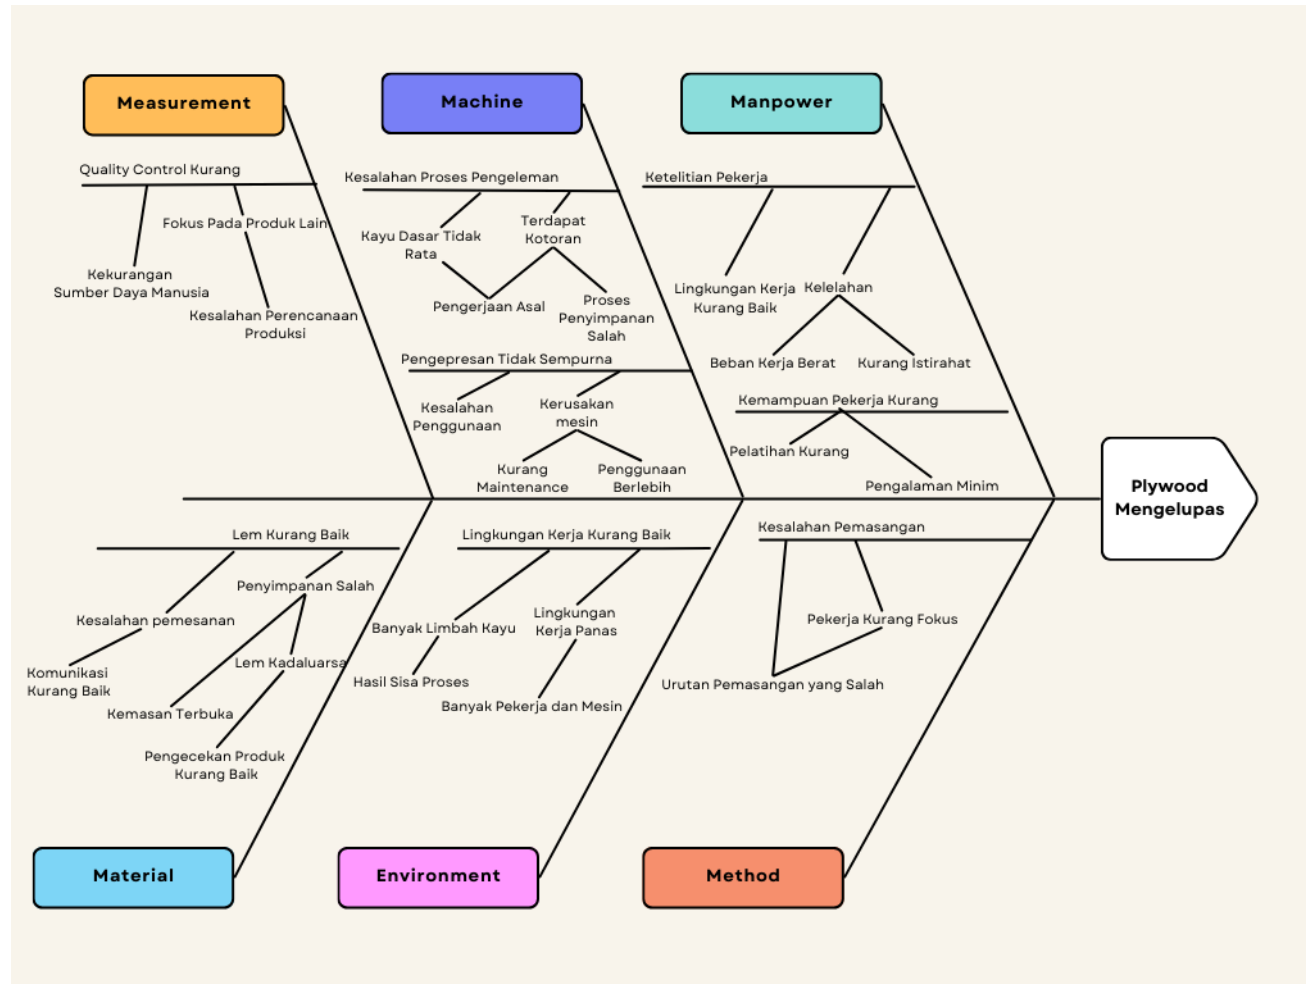 Measurement
Machine
Manpower
Quality Control Kurang
Fokus Pada Produk Lain
Kekurangan
Sumber Daya Manusia
Kesalahan Perencanaan
Produksi
Kesalahan Proses Pengeleman
Kayu Dasar Tidak
Rata
Terdapat
Kotoran
Pengerjaan Asal
Proses
Penyimpanan
Salah
Pengepresan Tidak Sempurna
Kesalahan
Penggunaan
Kerusakan
mesin
Kurang
Maintenance
Penggunaan
Berlebih
Ketelitian Pekerja
Lingkungan Kerja
Kurang Baik
Kelelahan
Beban Kerja Berat
Kurang Istirahat
Kemampuan Pekerja Kurang
Pelatihan Kurang
Pengalaman Minim
Plywood
Mengelupas
Lem Kurang Baik
Penyimpanan Salah
Kesalahan pemesanan
Komunikasi
Kurang Baik
Lem Kadaluarsa
Kemasan Terbuka
Pengecekan Produk
Kurang Baik
Lingkungan Kerja Kurang Baik
Banyak Limbah Kayu
Lingkungan
Kerja Panas
Hasil Sisa Proses
Banyak Pekerja dan Mesin
Kesalahan Pemasangan
Pekerja Kurang Fokus
Urutan Pemasangan yang Salah
Material
Environment
Method